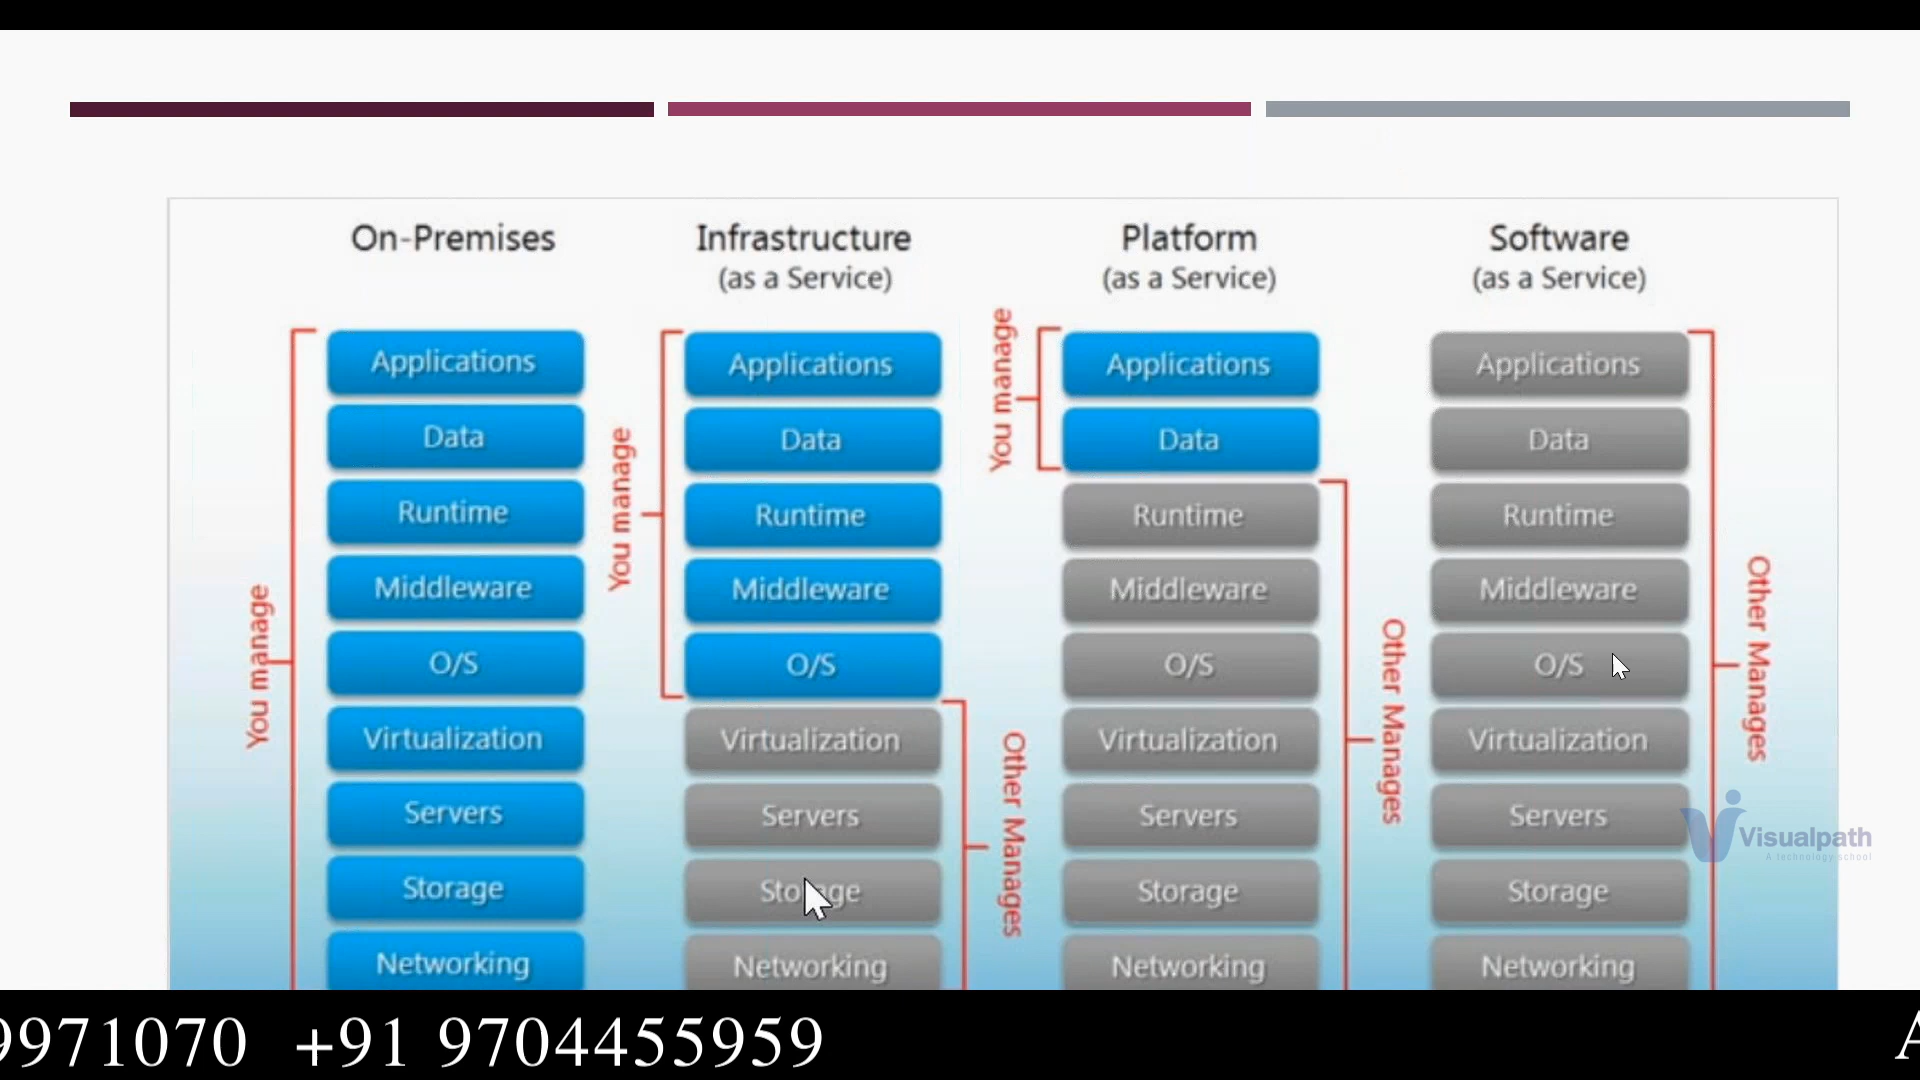 On-Premises
Infrastructure
(as a Service)
Platform
(as a Service)
Software
(as a Service)
You manage
Applications
Data
Runtime
Middleware
O/S
Virtualization
Servers
Storage
Networking
You manage
Applications
Data
Runtime
Middleware
O/S
Virtualization
Servers
Storage
Networking
Other Manages
You manage
Applications
Data
Runtime
Middleware
O/S
Virtualization
Servers
Storage
Networking
Other Manages
Applications
Data
Runtime
Middleware
O/S
Virtualization
Servers
Storage
Networking
Other Manages
Visualpath
A technology school
9971070 +91 9704455959 A